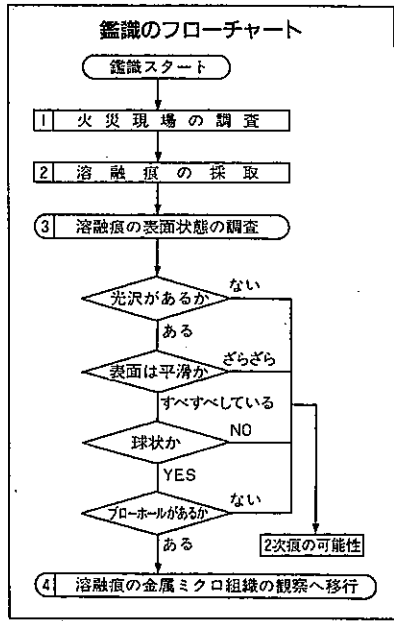 鑑識のフローチャート
鑑識スタート
1 火災現場の調査
2 溶融痕の採取
3 溶融痕の表面状態の調査
光沢があるか
ない
ある
表面は平滑か
ざらざら
すべすべしている
球状か
NO
YES
ブローホールがあるか
ない
ある
2次痕の可能性
4 溶融痕の金属ミクロ組織の観察へ移行